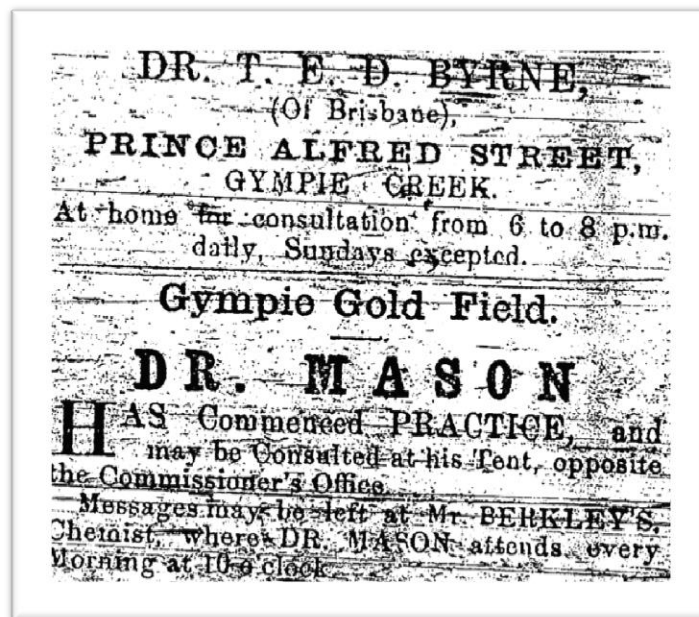 DR. T. E. D. BYRNE,
(Of Brisbane),
PRINCE ALFRED STREET,
GYMPIE CREEK.
At home for consultation from 6 to 8 p.m.
daily, Sundays excepted.
Gympie Gold Field.
DR. MASON
HAS Commenced PRACTICE, and
may be Consulted at his Tent, opposite
the Commissioner's Office.
Messages may be left at Mr. BERKLEY'S,
Chemist, where DR. MASON attends every
Morning at 10 o'clock.